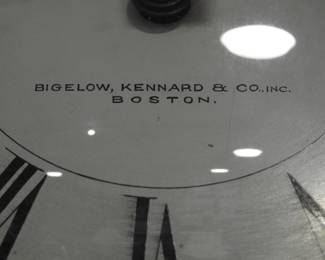 BIGELOW, KENNARD & CO., INC.
BOSTON.